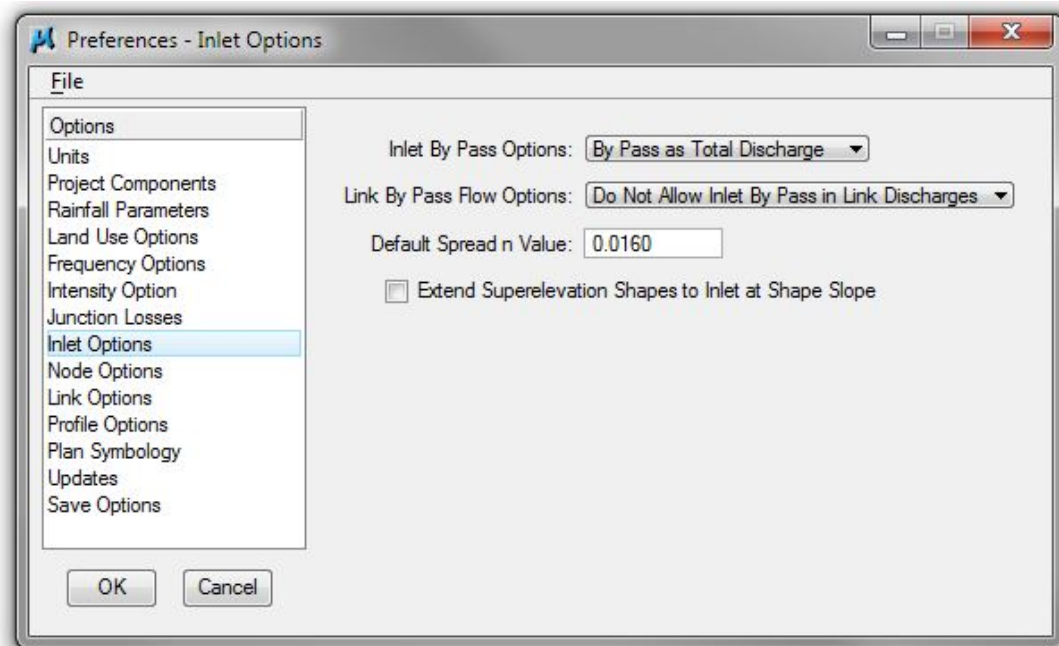 Preferences - Inlet Options
File
Options
Units
Project Components
Rainfall Parameters
Land Use Options
Frequency Options
Intensity Option
Junction Losses
Inlet Options
Node Options
Link Options
Profile Options
Plan Symbology
Updates
Save Options
Inlet By Pass Options: By Pass as Total Discharge
Link By Pass Flow Options: Do Not Allow Inlet By Pass in Link Discharges
Default Spread n Value: 0.0160
Extend Superelevation Shapes to Inlet at Shape Slope
OK Cancel